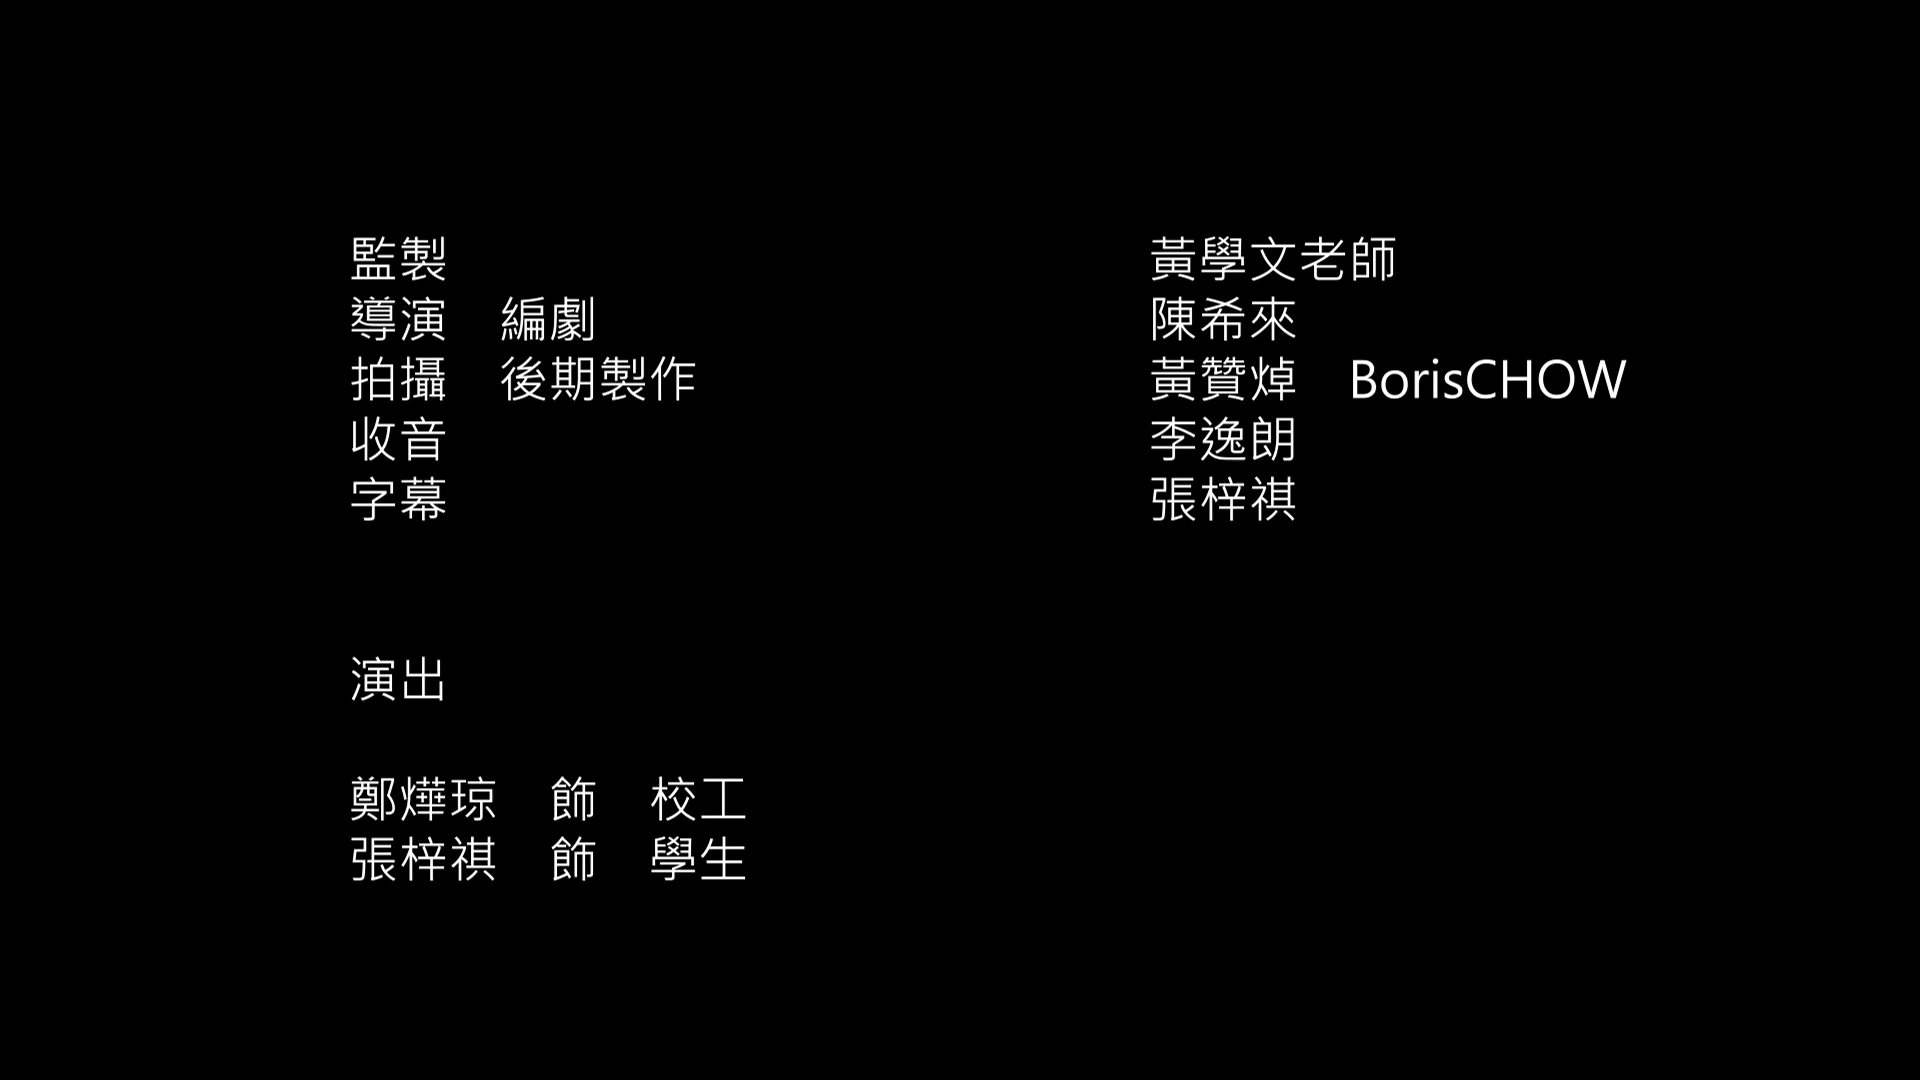 監製 黃學文老師
導演 編劇 陳希來
拍攝 後期製作 黃贊焯 BorisCHOW
收音 李逸朗
字幕 張梓祺
演出
鄭燁琼 飾 校工
張梓祺 飾 學生